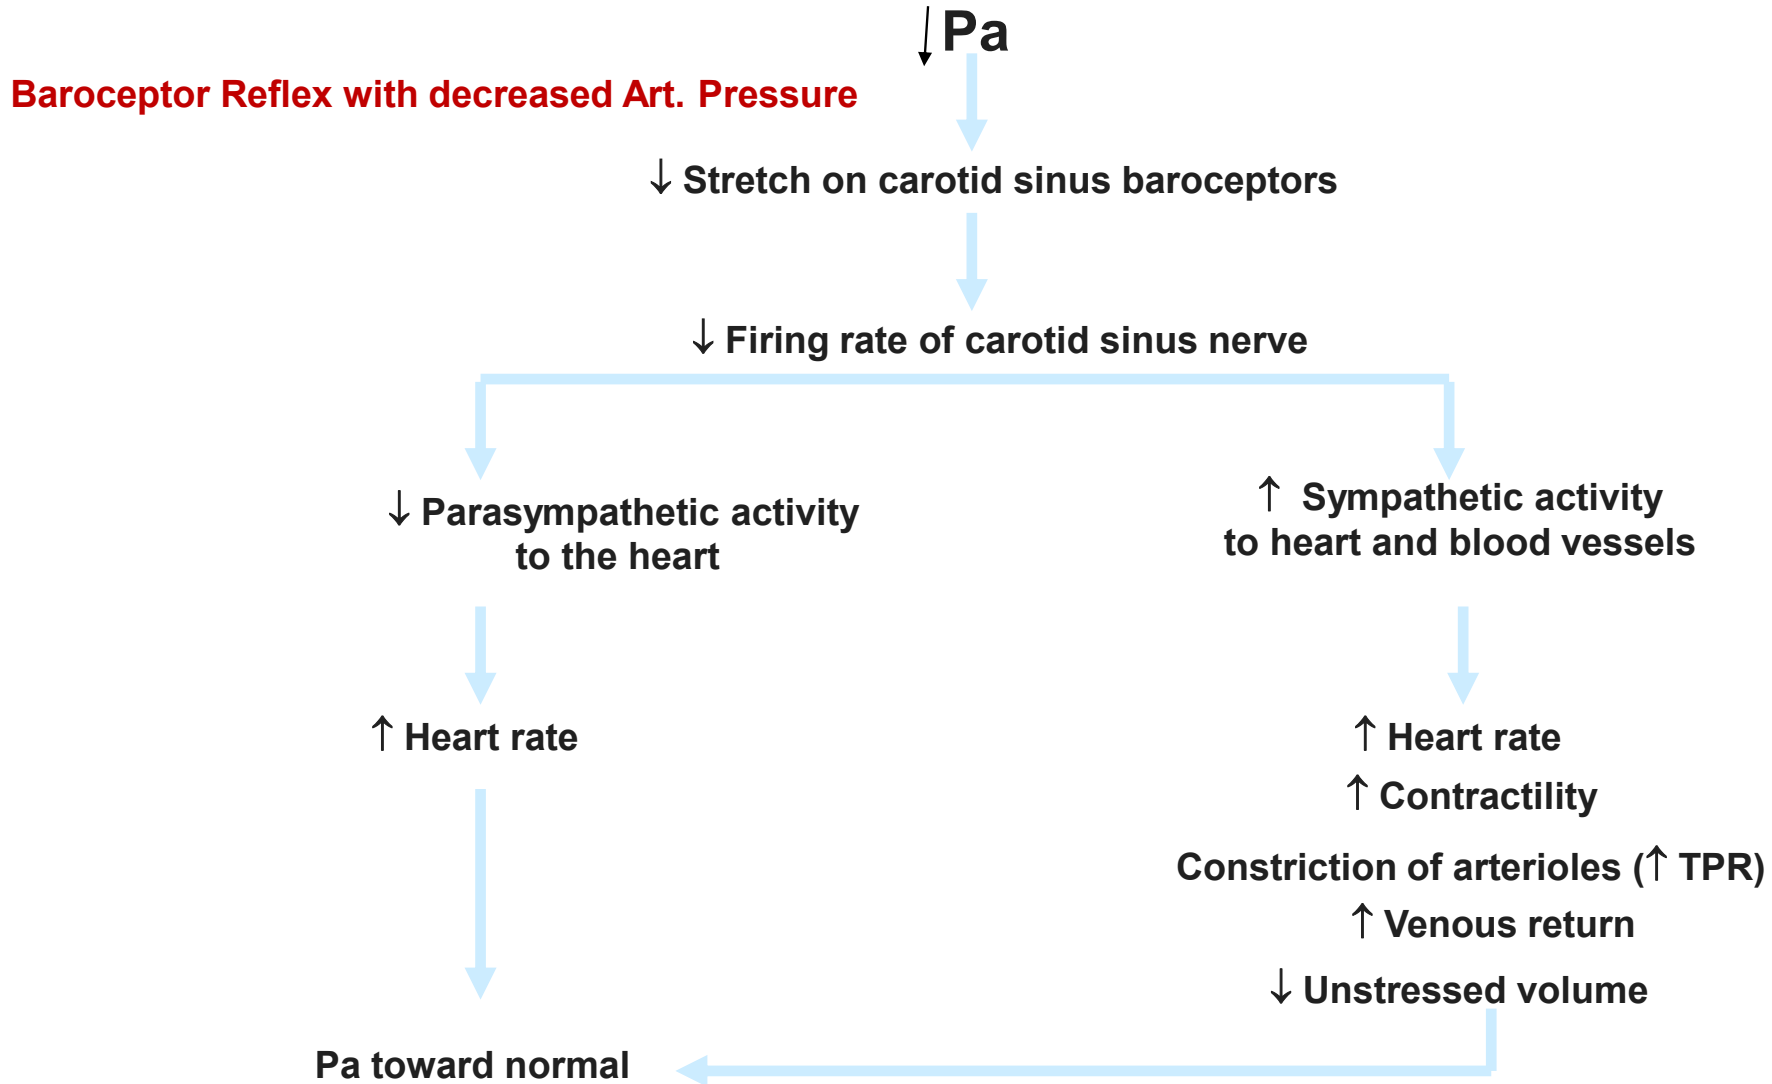 ↓ Pa
Baroceptor Reflex with decreased Art. Pressure
↓ Stretch on carotid sinus baroceptors
↓ Firing rate of carotid sinus nerve
↓ Parasympathetic activity
to the heart
↑ Sympathetic activity
to heart and blood vessels
↑ Heart rate
↑ Heart rate
↑ Contractility
Constriction of arterioles (↑ TPR)
↑ Venous return
↓ Unstressed volume
Pa toward normal